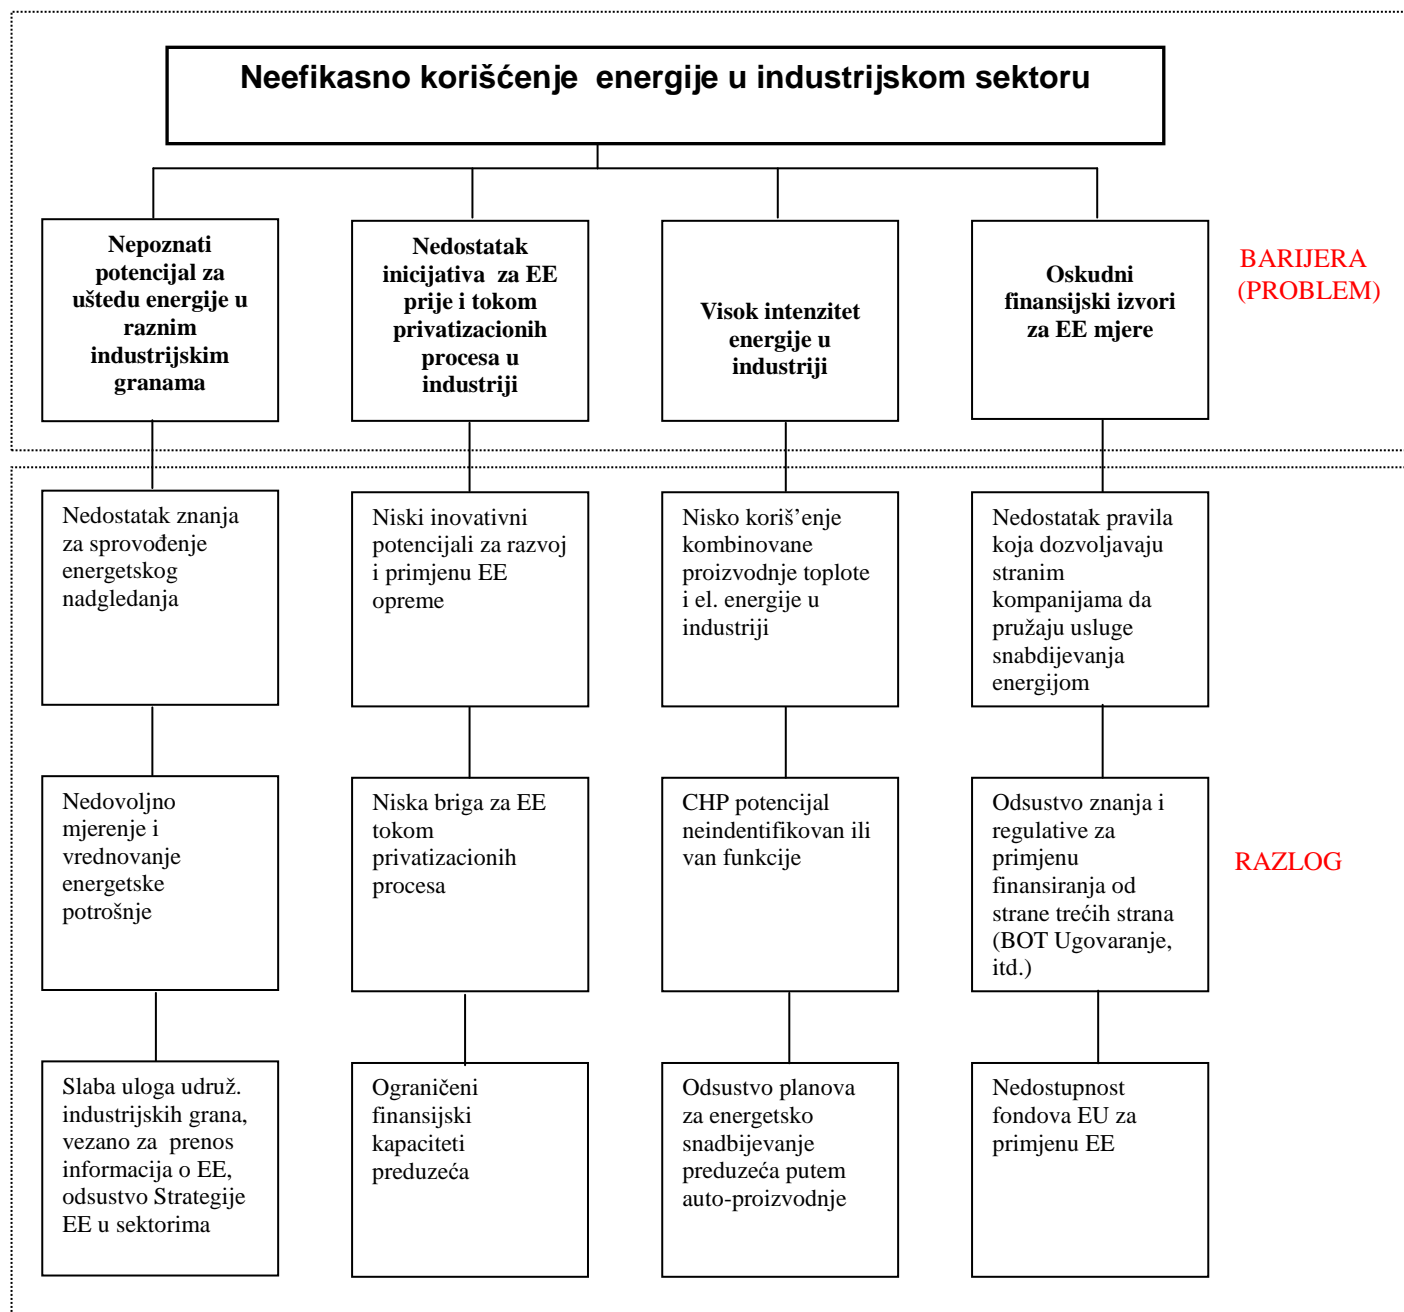 Neefikasno korišćenje  energije u industrijskom sektoru
Nepoznati
potencijal za
uštedu energije u
raznim
industrijskim
granama
Nedostatak
inicijativa  za EE
prije i tokom
privatizacionih
procesa u
industriji
Visok intenzitet
energije u
industriji
Oskudni
finansijski izvori
za EE mjere
BARIJERA
(PROBLEM)
Nedostatak znanja
za sprovođenje
energetskog
nadgledanja
Niski inovativni
potencijali za razvoj
i primjenu EE
opreme
Nisko koriš’enje
kombinovane
proizvodnje toplote
i el. energije u
industriji
Nedostatak pravila
koja dozvoljavaju
stranim
kompanijama da
pružaju usluge
snabdijevanja
energijom
Nedovoljno
mjerenje i
vrednovanje
energetske
potrošnje
Niska briga za EE
tokom
privatizacionih
procesa
CHP potencijal
neindentifikovan ili
van funkcije
Odsustvo znanja i
regulative za
primjenu
finansiranja od
strane trećih strana
(BOT Ugovaranje,
itd.)
RAZLOG
Slaba uloga udruž.
industrijskih grana,
vezano za  prenos
informacija o EE,
odsustvo Strategije
EE u sektorima
Ograničeni
finansijski
kapaciteti
preduzeća
Odsustvo planova
za energetsko
snadbijevanje
preduzeća putem
auto-proizvodnje
Nedostupnost
fondova EU za
primjenu EE